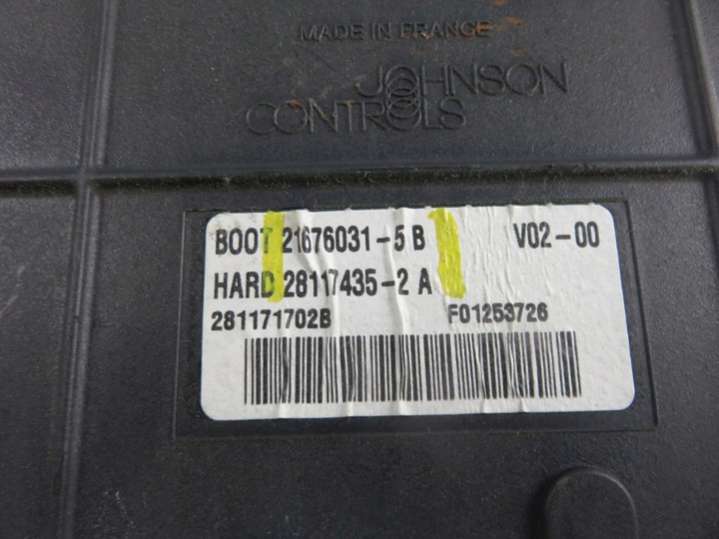 MADE IN FRANCE
JOHNSON
CONTROLS
BOOT 21676031-5 B V02-00
HARD 28117435-2 A
281171702B F01253726